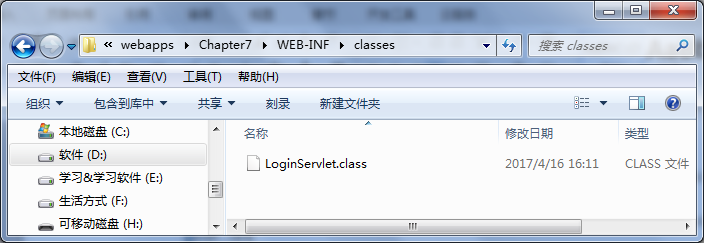 « webapps ▸ Chapter7 ▸ WEB-INF ▸ classes
搜索 classes
文件(F) 编辑(E) 查看(V) 工具(T) 帮助(H)
组织 包含到库中 共享 刻录 新建文件夹
名称 修改日期 类型
本地磁盘 (C:)
软件 (D:)
LoginServlet.class 2017/4/16 16:11 CLASS 文件
学习&学习软件 (E:)
生活方式 (F:)
可移动磁盘 (H:)